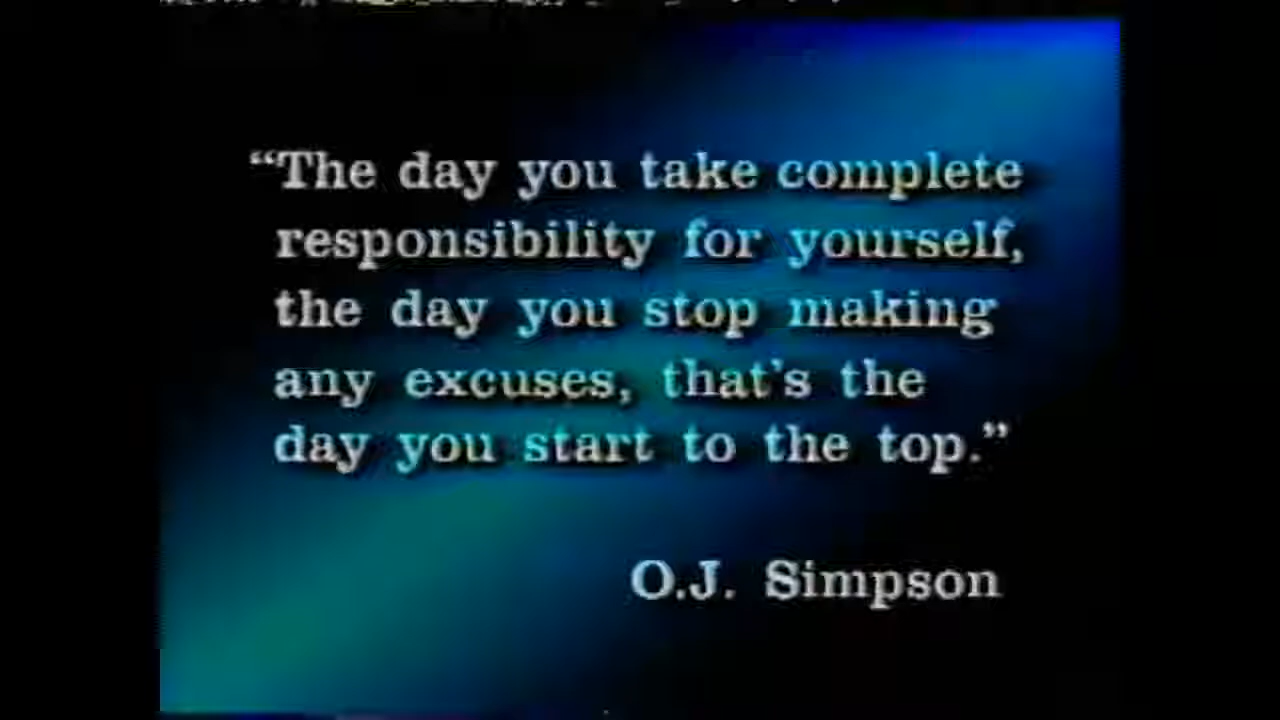 “The day you take complete
responsibility for yourself,
the day you stop making
any excuses, that’s the
day you start to the top.”
O.J. Simpson